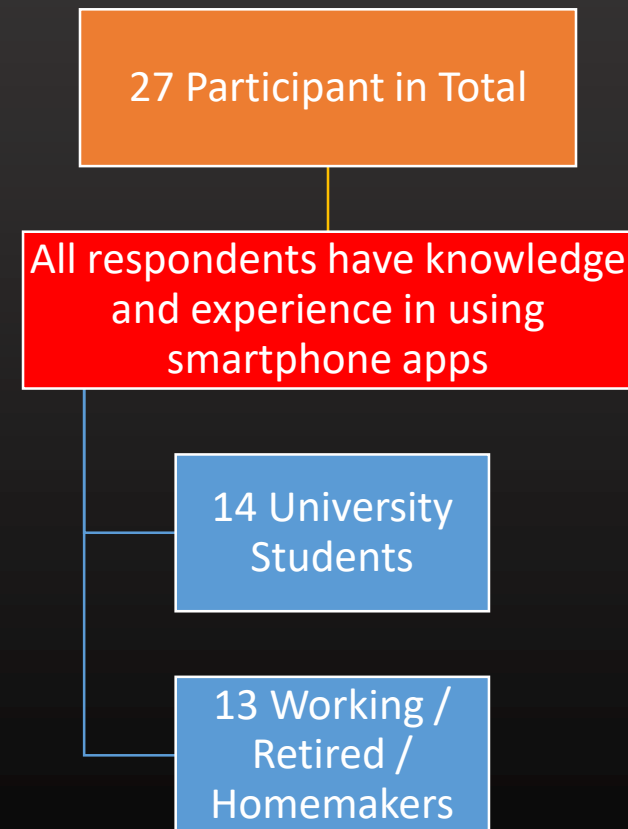 27 Participant in Total
All respondents have knowledge
and experience in using
smartphone apps
14 University
Students
13 Working /
Retired /
Homemakers